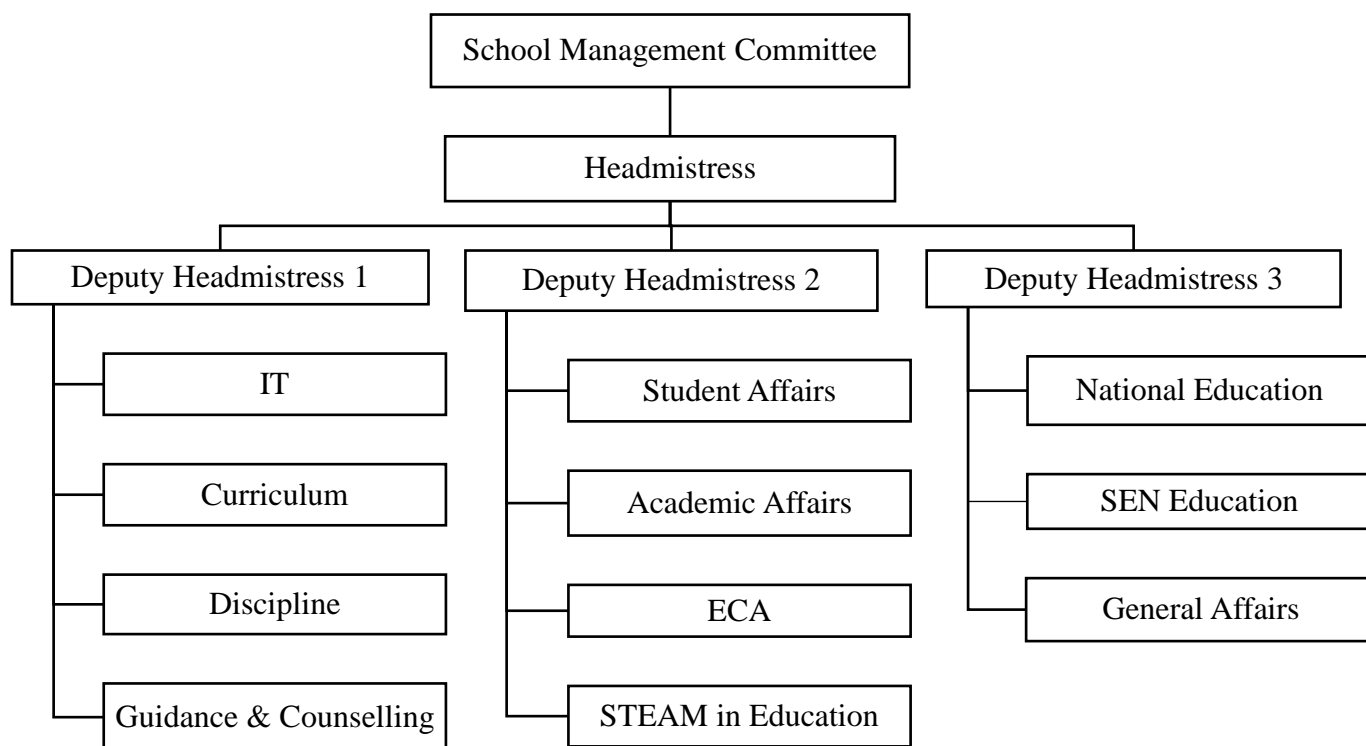 School Management Committee
Headmistress
Deputy Headmistress 1
IT
Curriculum
Discipline
Guidance & Counselling
Deputy Headmistress 2
Student Affairs
Academic Affairs
ECA
STEAM in Education
Deputy Headmistress 3
National Education
SEN Education
General Affairs